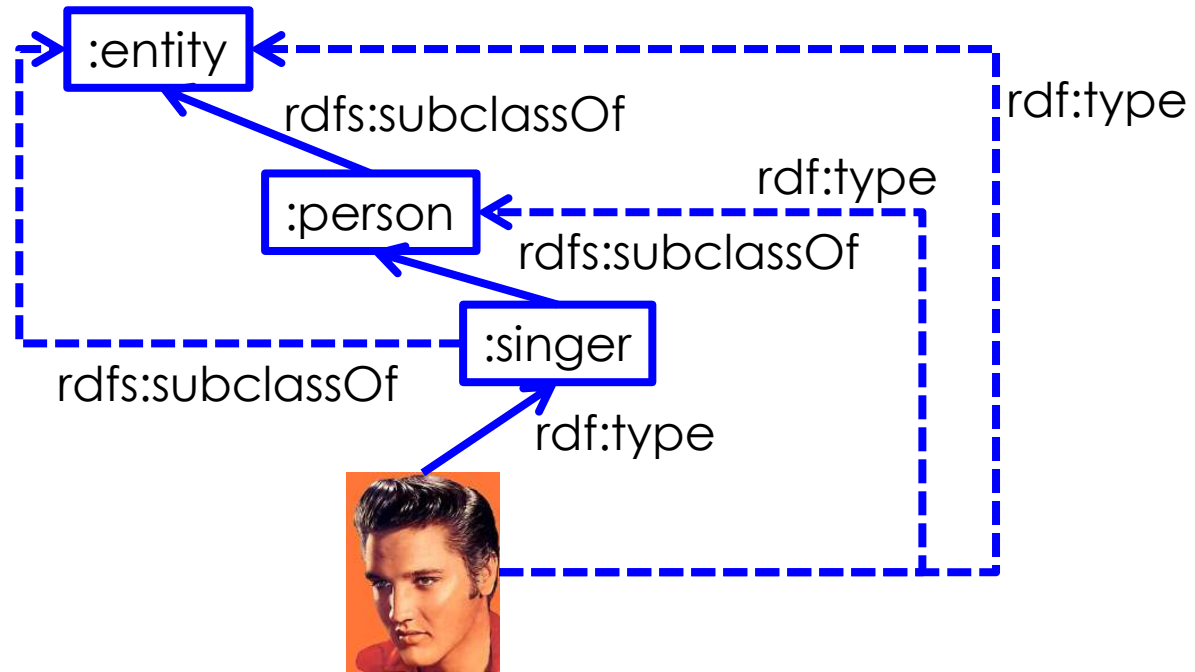 :entity
rdf:type
rdfs:subclassOf
rdf:type
:person
rdfs:subclassOf
:singer
rdfs:subclassOf
rdf:type